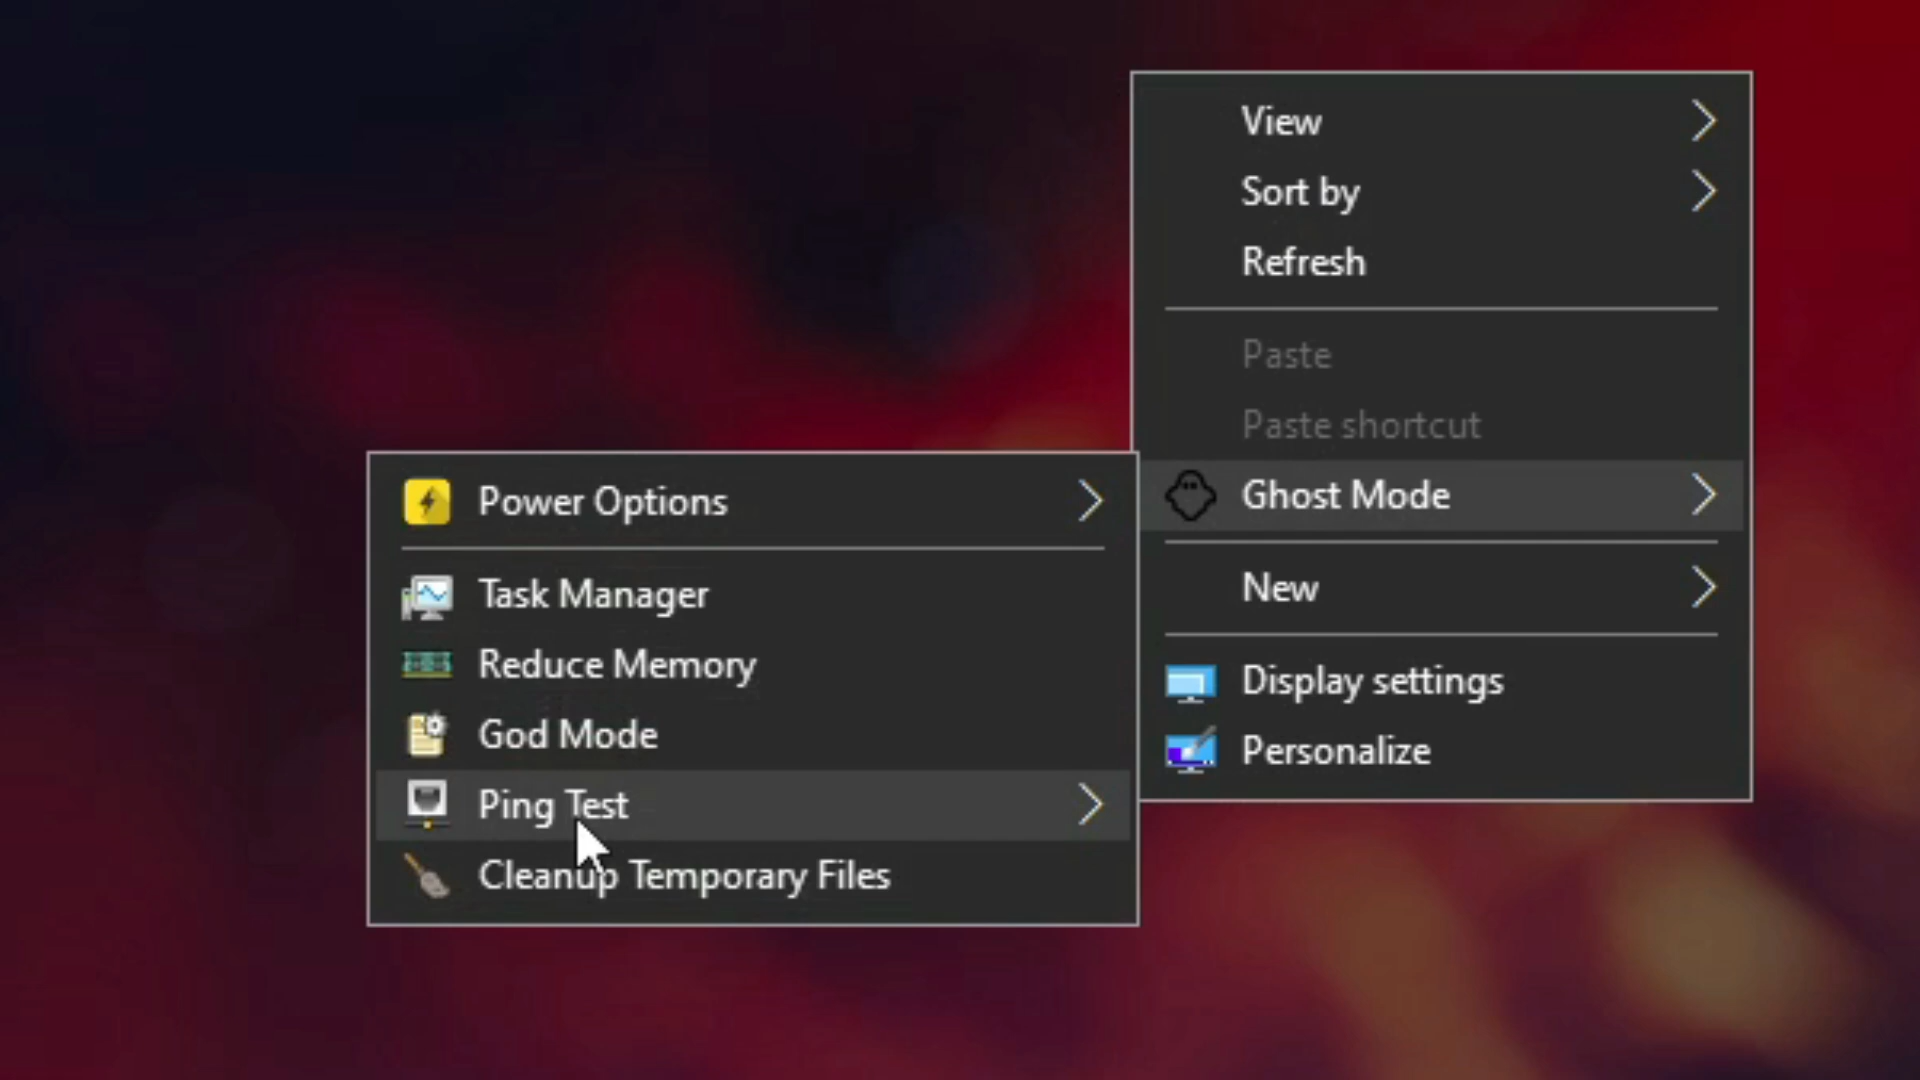 View
Sort by
Refresh
Paste
Paste shortcut
Ghost Mode
New
Display settings
Personalize
Power Options
Task Manager
Reduce Memory
God Mode
Ping Test
Cleanup Temporary Files